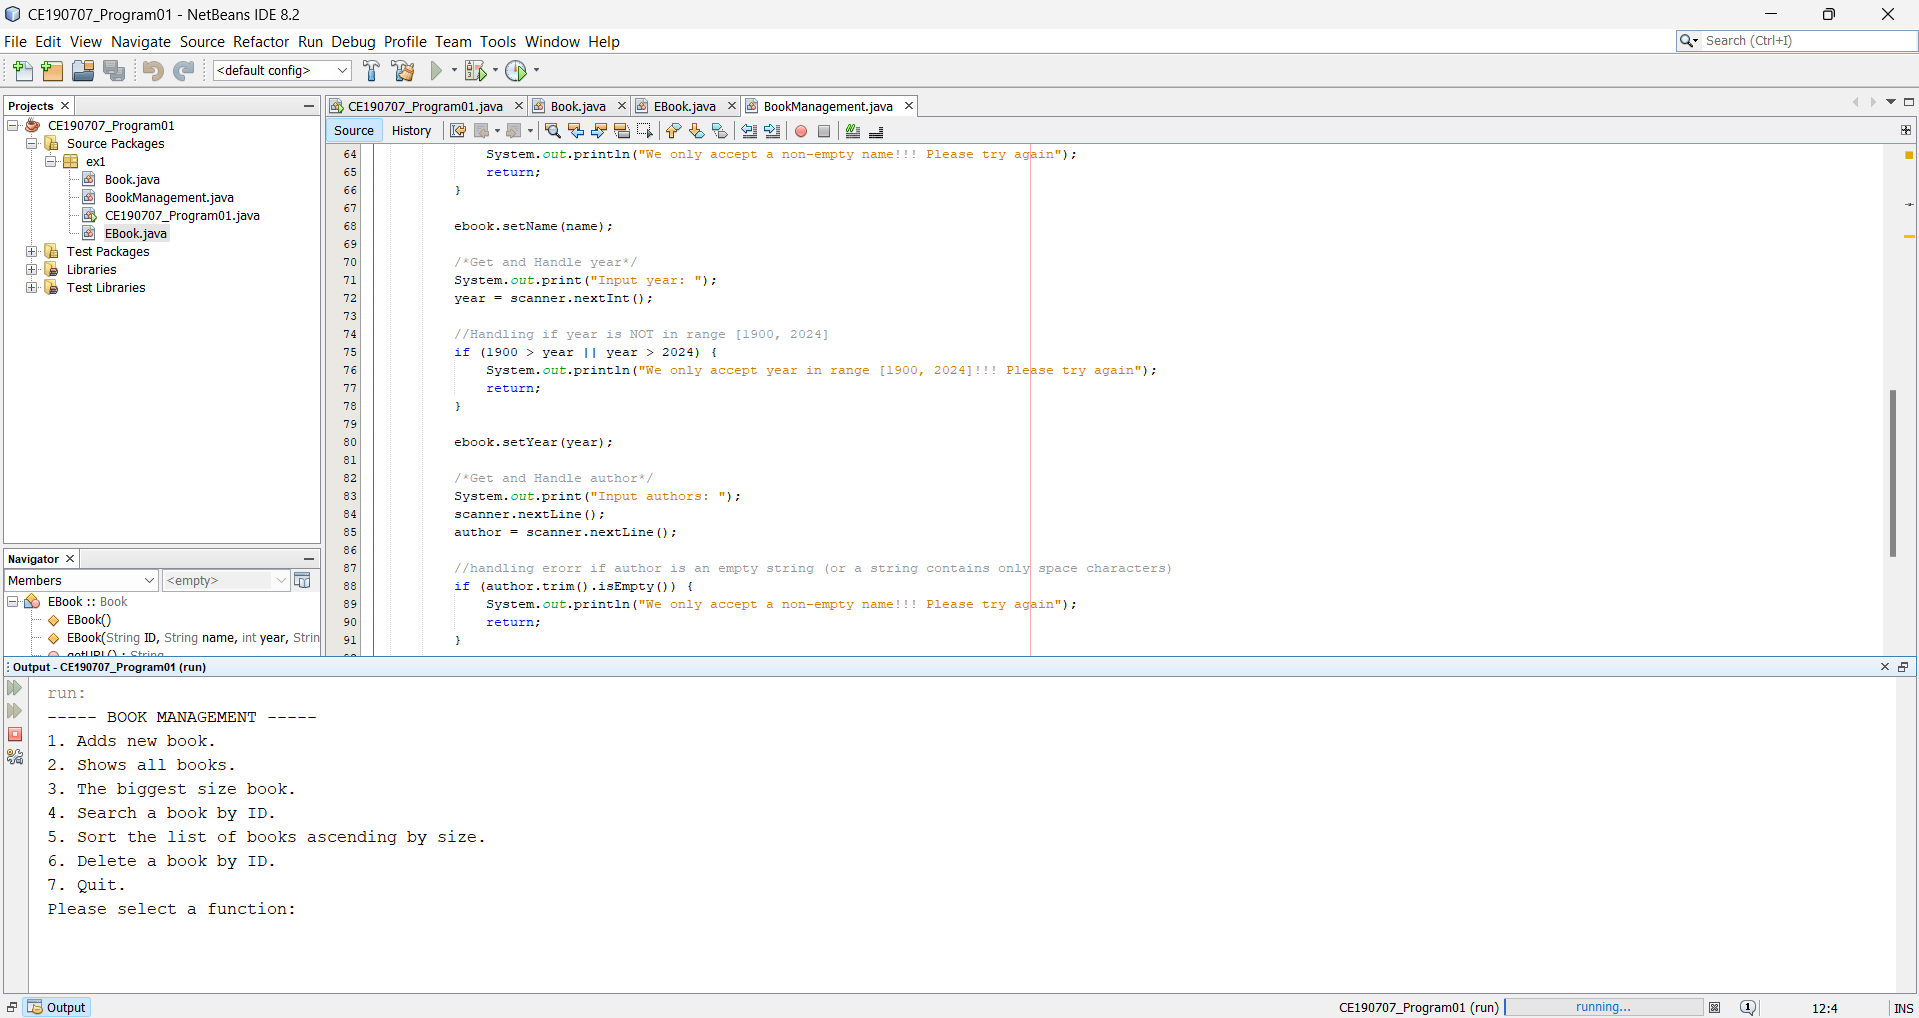 CE190707_Program01 - NetBeans IDE 8.2
File Edit View Navigate Source Refactor Run Debug Profile Team Tools Window Help
Search (Ctrl+I)
<default config>
Projects
CE190707_Program01
Source Packages
ex1
Book.java
BookManagement.java
CE190707_Program01.java
EBook.java
Test Packages
Libraries
Test Libraries
Navigator
Members
<empty>
EBook :: Book
EBook()
EBook(String ID, String name, int year, Strin
getURL() : String
CE190707_Program01.java
Book.java
EBook.java
BookManagement.java
Source
History
64 System.out.println("We only accept a non-empty name!!! Please try again");
65 return;
66 }
67
68 ebook.setName(name);
69
70 /*Get and Handle year*/
71 System.out.print("Input year: ");
72 year = scanner.nextInt();
73
74 //Handling if year is NOT in range [1900, 2024]
75 if (1900 > year || year > 2024) {
76 System.out.println("We only accept year in range [1900, 2024]!!! Please try again");
77 return;
78 }
79
80 ebook.setYear(year);
81
82 /*Get and Handle author*/
83 System.out.print("Input authors: ");
84 scanner.nextLine();
85 author = scanner.nextLine();
86
87 //handling erorr if author is an empty string (or a string contains only space characters)
88 if (author.trim().isEmpty()) {
89 System.out.println("We only accept a non-empty name!!! Please try again");
90 return;
91 }
Output - CE190707_Program01 (run)
run:
----- BOOK MANAGEMENT -----
1. Adds new book.
2. Shows all books.
3. The biggest size book.
4. Search a book by ID.
5. Sort the list of books ascending by size.
6. Delete a book by ID.
7. Quit.
Please select a function:
Output
CE190707_Program01 (run)
running...
1
12:4
INS